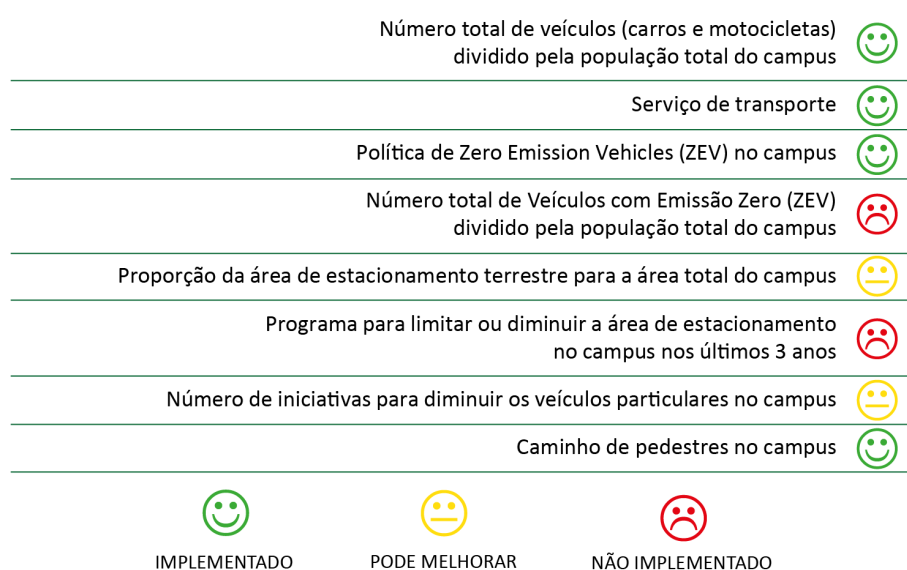 Número total de veículos (carros e motocicletas)
dividido pela população total do campus
Serviço de transporte
Política de Zero Emission Vehicles (ZEV) no campus
Número total de Veículos com Emissão Zero (ZEV)
dividido pela população total do campus
Proporção da área de estacionamento terrestre para a área total do campus
Programa para limitar ou diminuir a área de estacionamento
no campus nos últimos 3 anos
Número de iniciativas para diminuir os veículos particulares no campus
Caminho de pedestres no campus
IMPLEMENTADO
PODE MELHORAR
NÃO IMPLEMENTADO